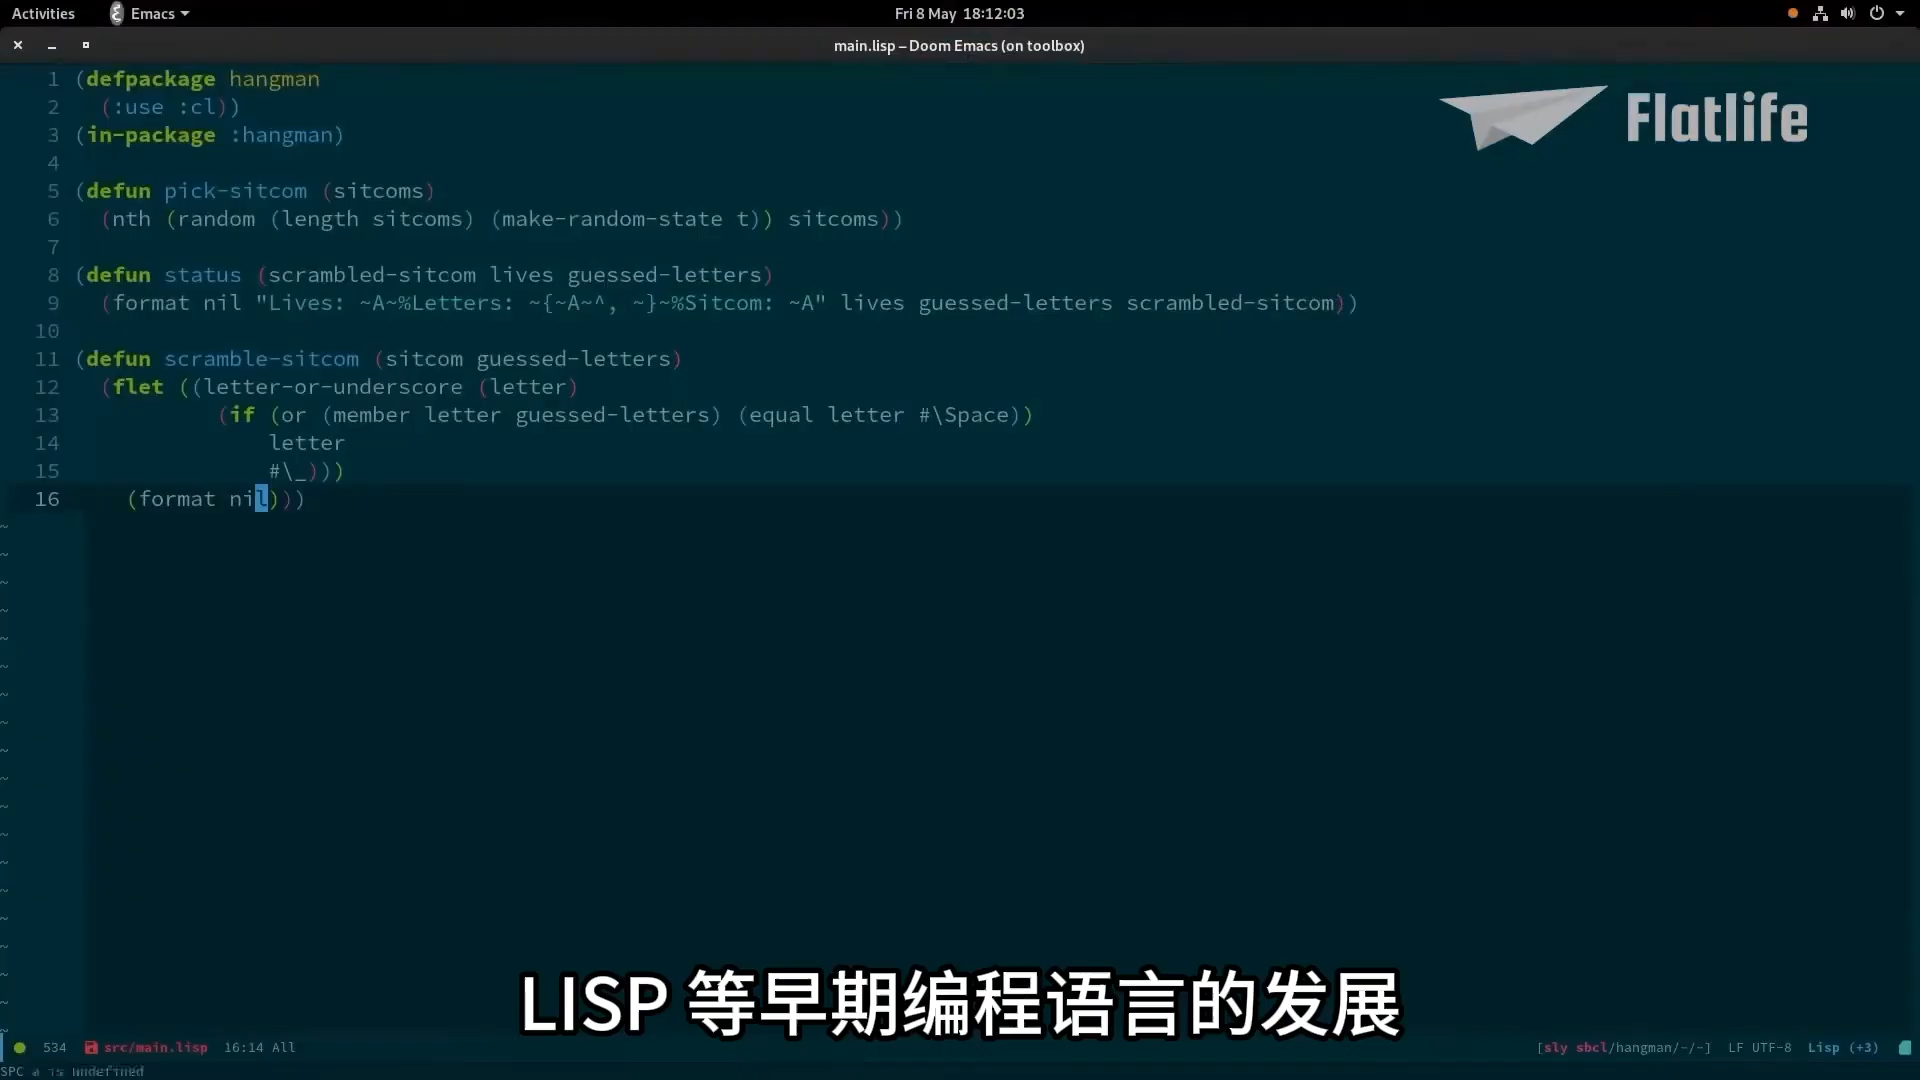 Activities Emacs Fri 8 May 18:12:03
main.lisp – Doom Emacs (on toolbox)
Flatlife
1 (defpackage hangman
2 (:use :cl))
3 (in-package :hangman)
4
5 (defun pick-sitcom (sitcoms)
6 (nth (random (length sitcoms) (make-random-state t)) sitcoms))
7
8 (defun status (scrambled-sitcom lives guessed-letters)
9 (format nil "Lives: ~A~%Letters: ~{~A~^, ~}~%Sitcom: ~A" lives guessed-letters scrambled-sitcom))
10
11 (defun scramble-sitcom (sitcom guessed-letters)
12 (flet ((letter-or-underscore (letter)
13 (if (or (member letter guessed-letters) (equal letter #\Space))
14 letter
15 #\_)))
16 (format nil)))
LISP 等早期编程语言的发展
534 src/main.lisp 16:14 All [sly sbcl/hangman/-/-] LF UTF-8 Lisp (+3)
SPC a is undefined